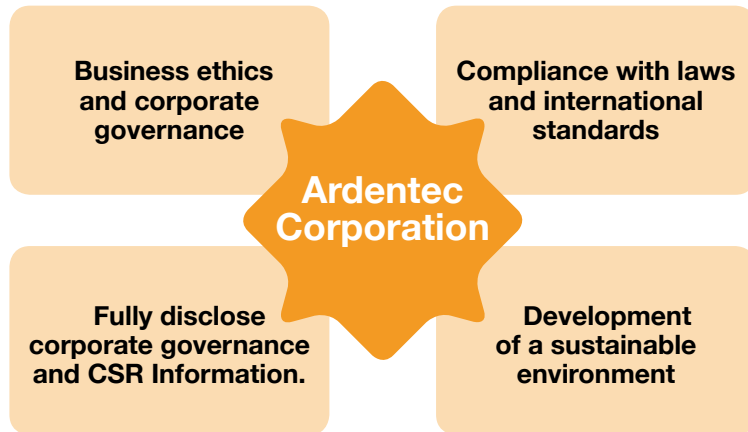 Business ethics
and corporate
governance
Compliance with laws
and international
standards
Ardentec
Corporation
Fully disclose
corporate governance
and CSR Information.
Development
of a sustainable
environment